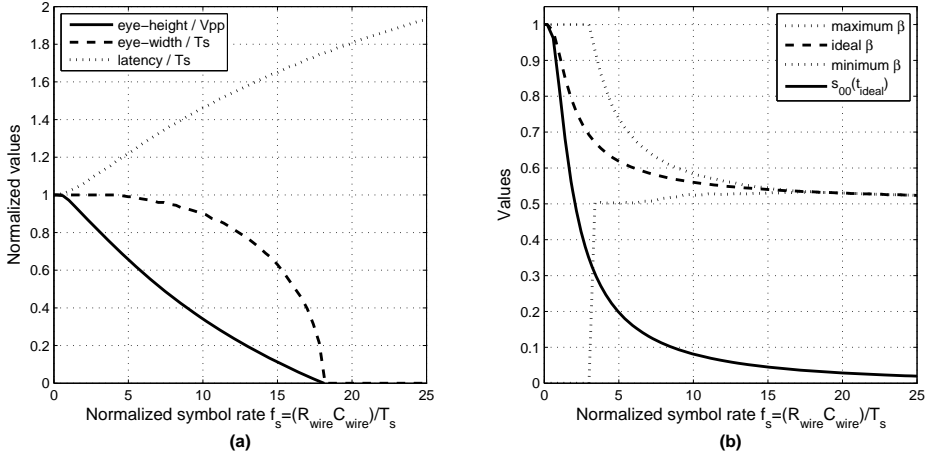 2
1.8
1.6
1.4
1.2
1
0.8
0.6
0.4
0.2
0
Normalized values
eye−height / Vpp
eye−width / Ts
latency / Ts
0 5 10 15 20 25
Normalized symbol rate f_s=(R_wire C_wire)/T_s
(a)
1
0.9
0.8
0.7
0.6
0.5
0.4
0.3
0.2
0.1
0
Values
maximum β
ideal β
minimum β
s_00(t_ideal)
0 5 10 15 20 25
Normalized symbol rate f_s=(R_wire C_wire)/T_s
(b)